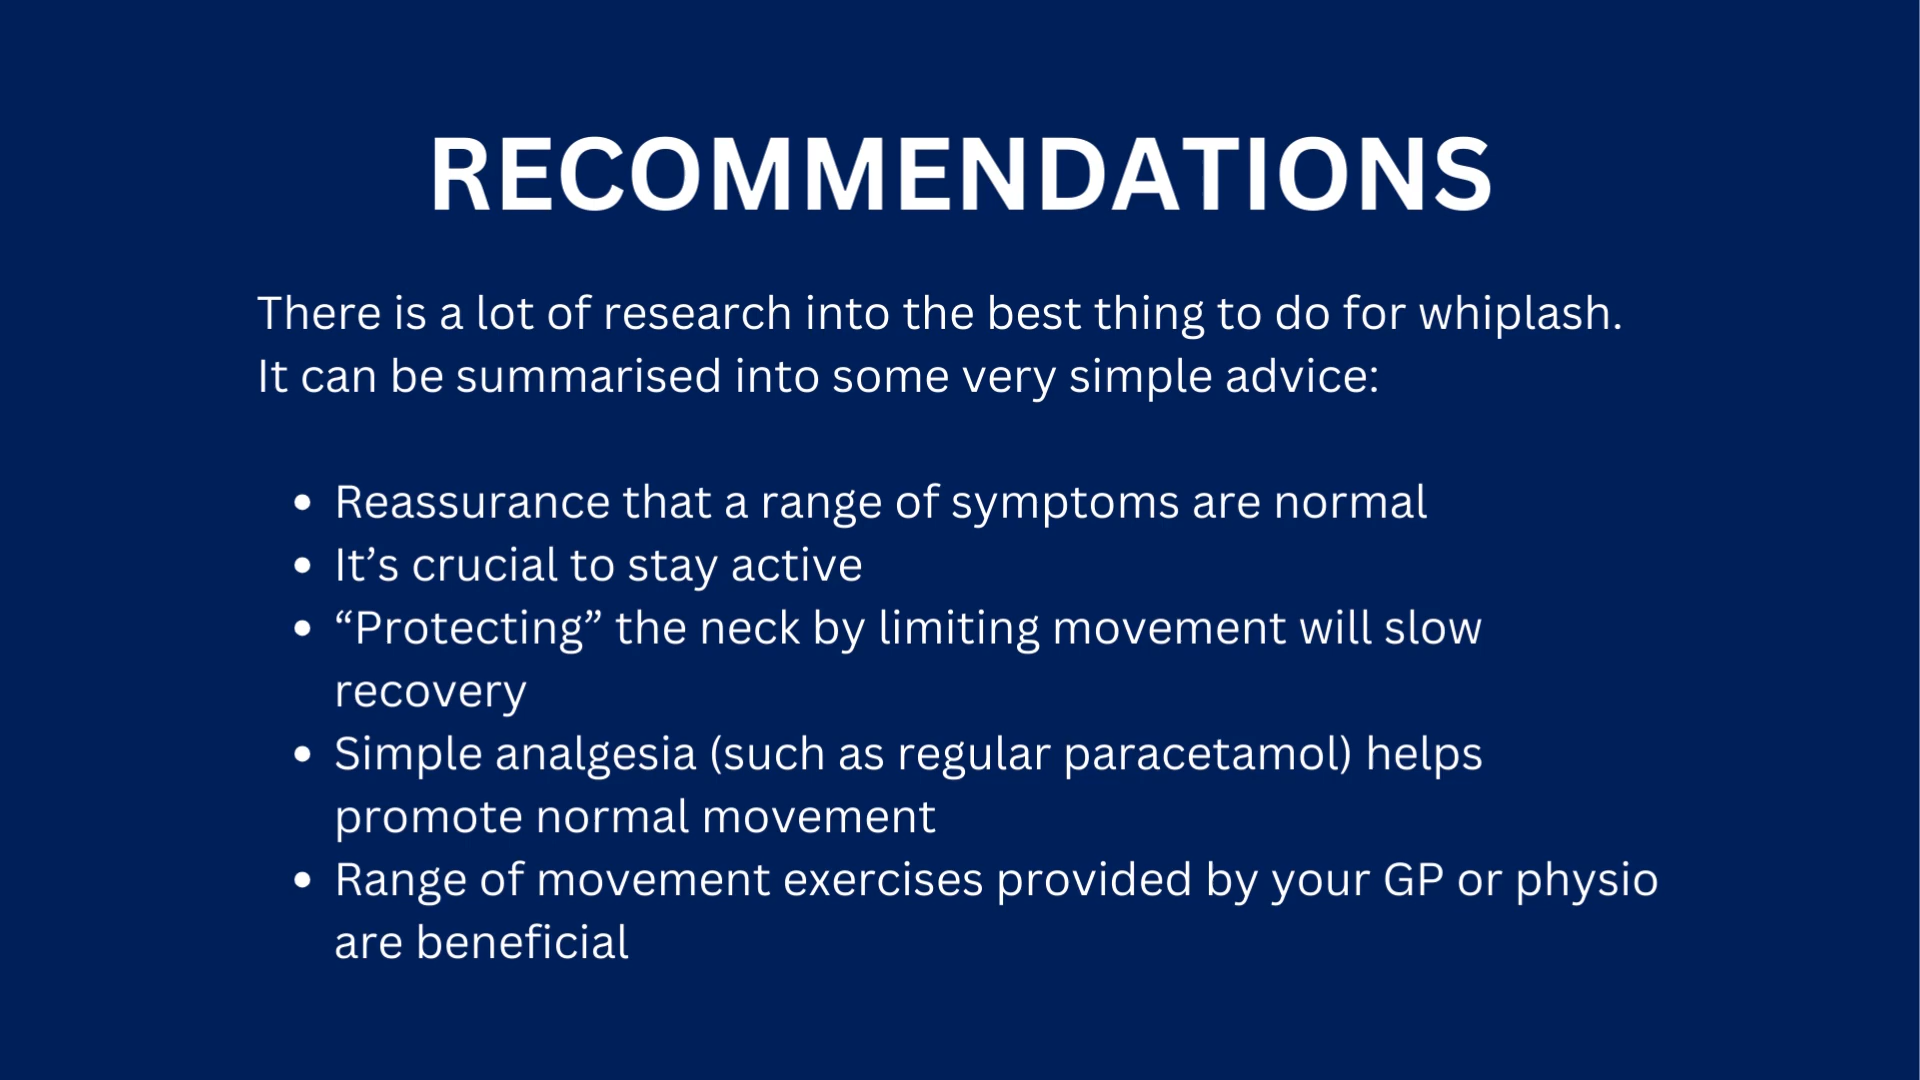 RECOMMENDATIONS
There is a lot of research into the best thing to do for whiplash.
It can be summarised into some very simple advice:
• Reassurance that a range of symptoms are normal
• It’s crucial to stay active
• “Protecting” the neck by limiting movement will slow
recovery
• Simple analgesia (such as regular paracetamol) helps
promote normal movement
• Range of movement exercises provided by your GP or physio
are beneficial